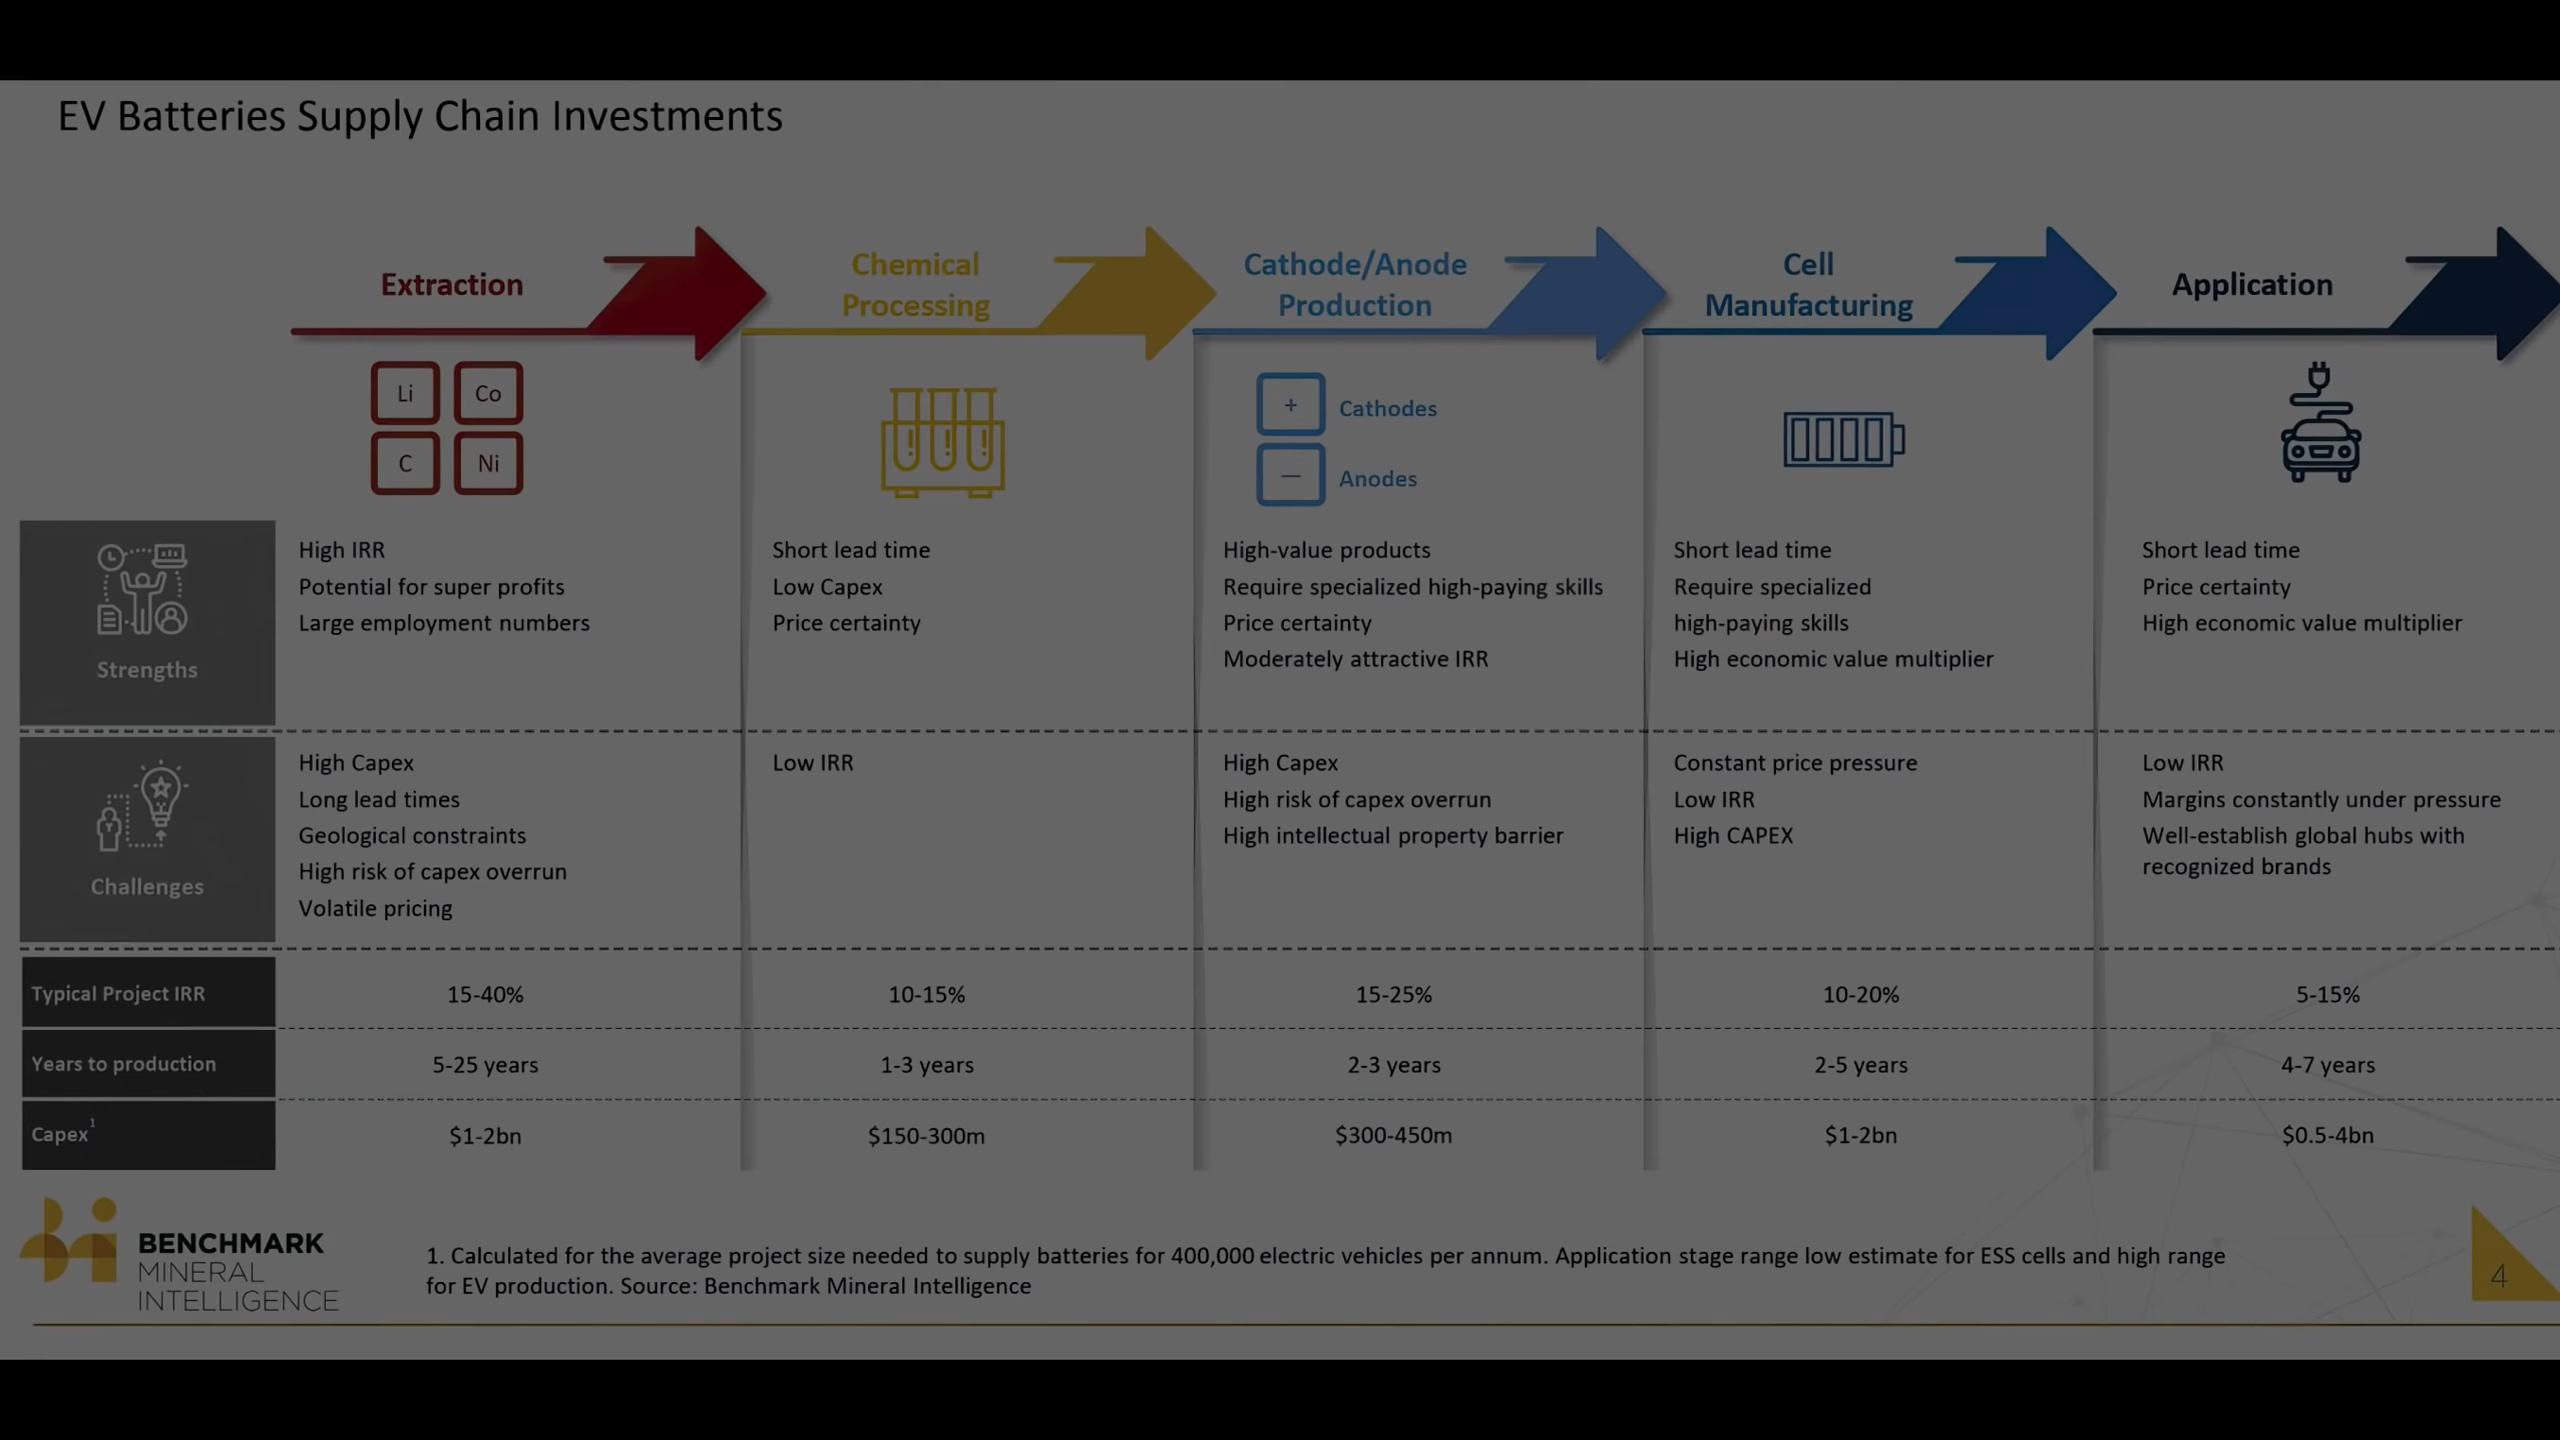 EV Batteries Supply Chain Investments
Extraction
Chemical
Processing
Cathode/Anode
Production
Cell
Manufacturing
Application
Li
Co
C
Ni
+
Cathodes
—
Anodes
Strengths
High IRR
Potential for super profits
Large employment numbers
Short lead time
Low Capex
Price certainty
High-value products
Require specialized high-paying skills
Price certainty
Moderately attractive IRR
Short lead time
Require specialized
high-paying skills
High economic value multiplier
Short lead time
Price certainty
High economic value multiplier
Challenges
High Capex
Long lead times
Geological constraints
High risk of capex overrun
Volatile pricing
Low IRR
High Capex
High risk of capex overrun
High intellectual property barrier
Constant price pressure
Low IRR
High CAPEX
Low IRR
Margins constantly under pressure
Well-establish global hubs with
recognized brands
Typical Project IRR
15-40%
10-15%
15-25%
10-20%
5-15%
Years to production
5-25 years
1-3 years
2-3 years
2-5 years
4-7 years
Capex¹
$1-2bn
$150-300m
$300-450m
$1-2bn
$0.5-4bn
BENCHMARK
MINERAL
INTELLIGENCE
1. Calculated for the average project size needed to supply batteries for 400,000 electric vehicles per annum. Application stage range low estimate for ESS cells and high range
for EV production. Source: Benchmark Mineral Intelligence
4